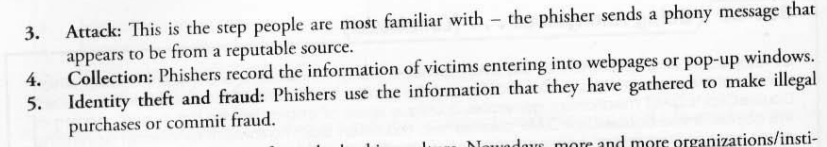 3. Attack: This is the step people are most familiar with – the phisher sends a phony message that
appears to be from a reputable source.
4. Collection: Phishers record the information of victims entering into webpages or pop-up windows.
5. Identity theft and fraud: Phishers use the information that they have gathered to make illegal
purchases or commit fraud.
Nowadays, more and more organizations/insti-